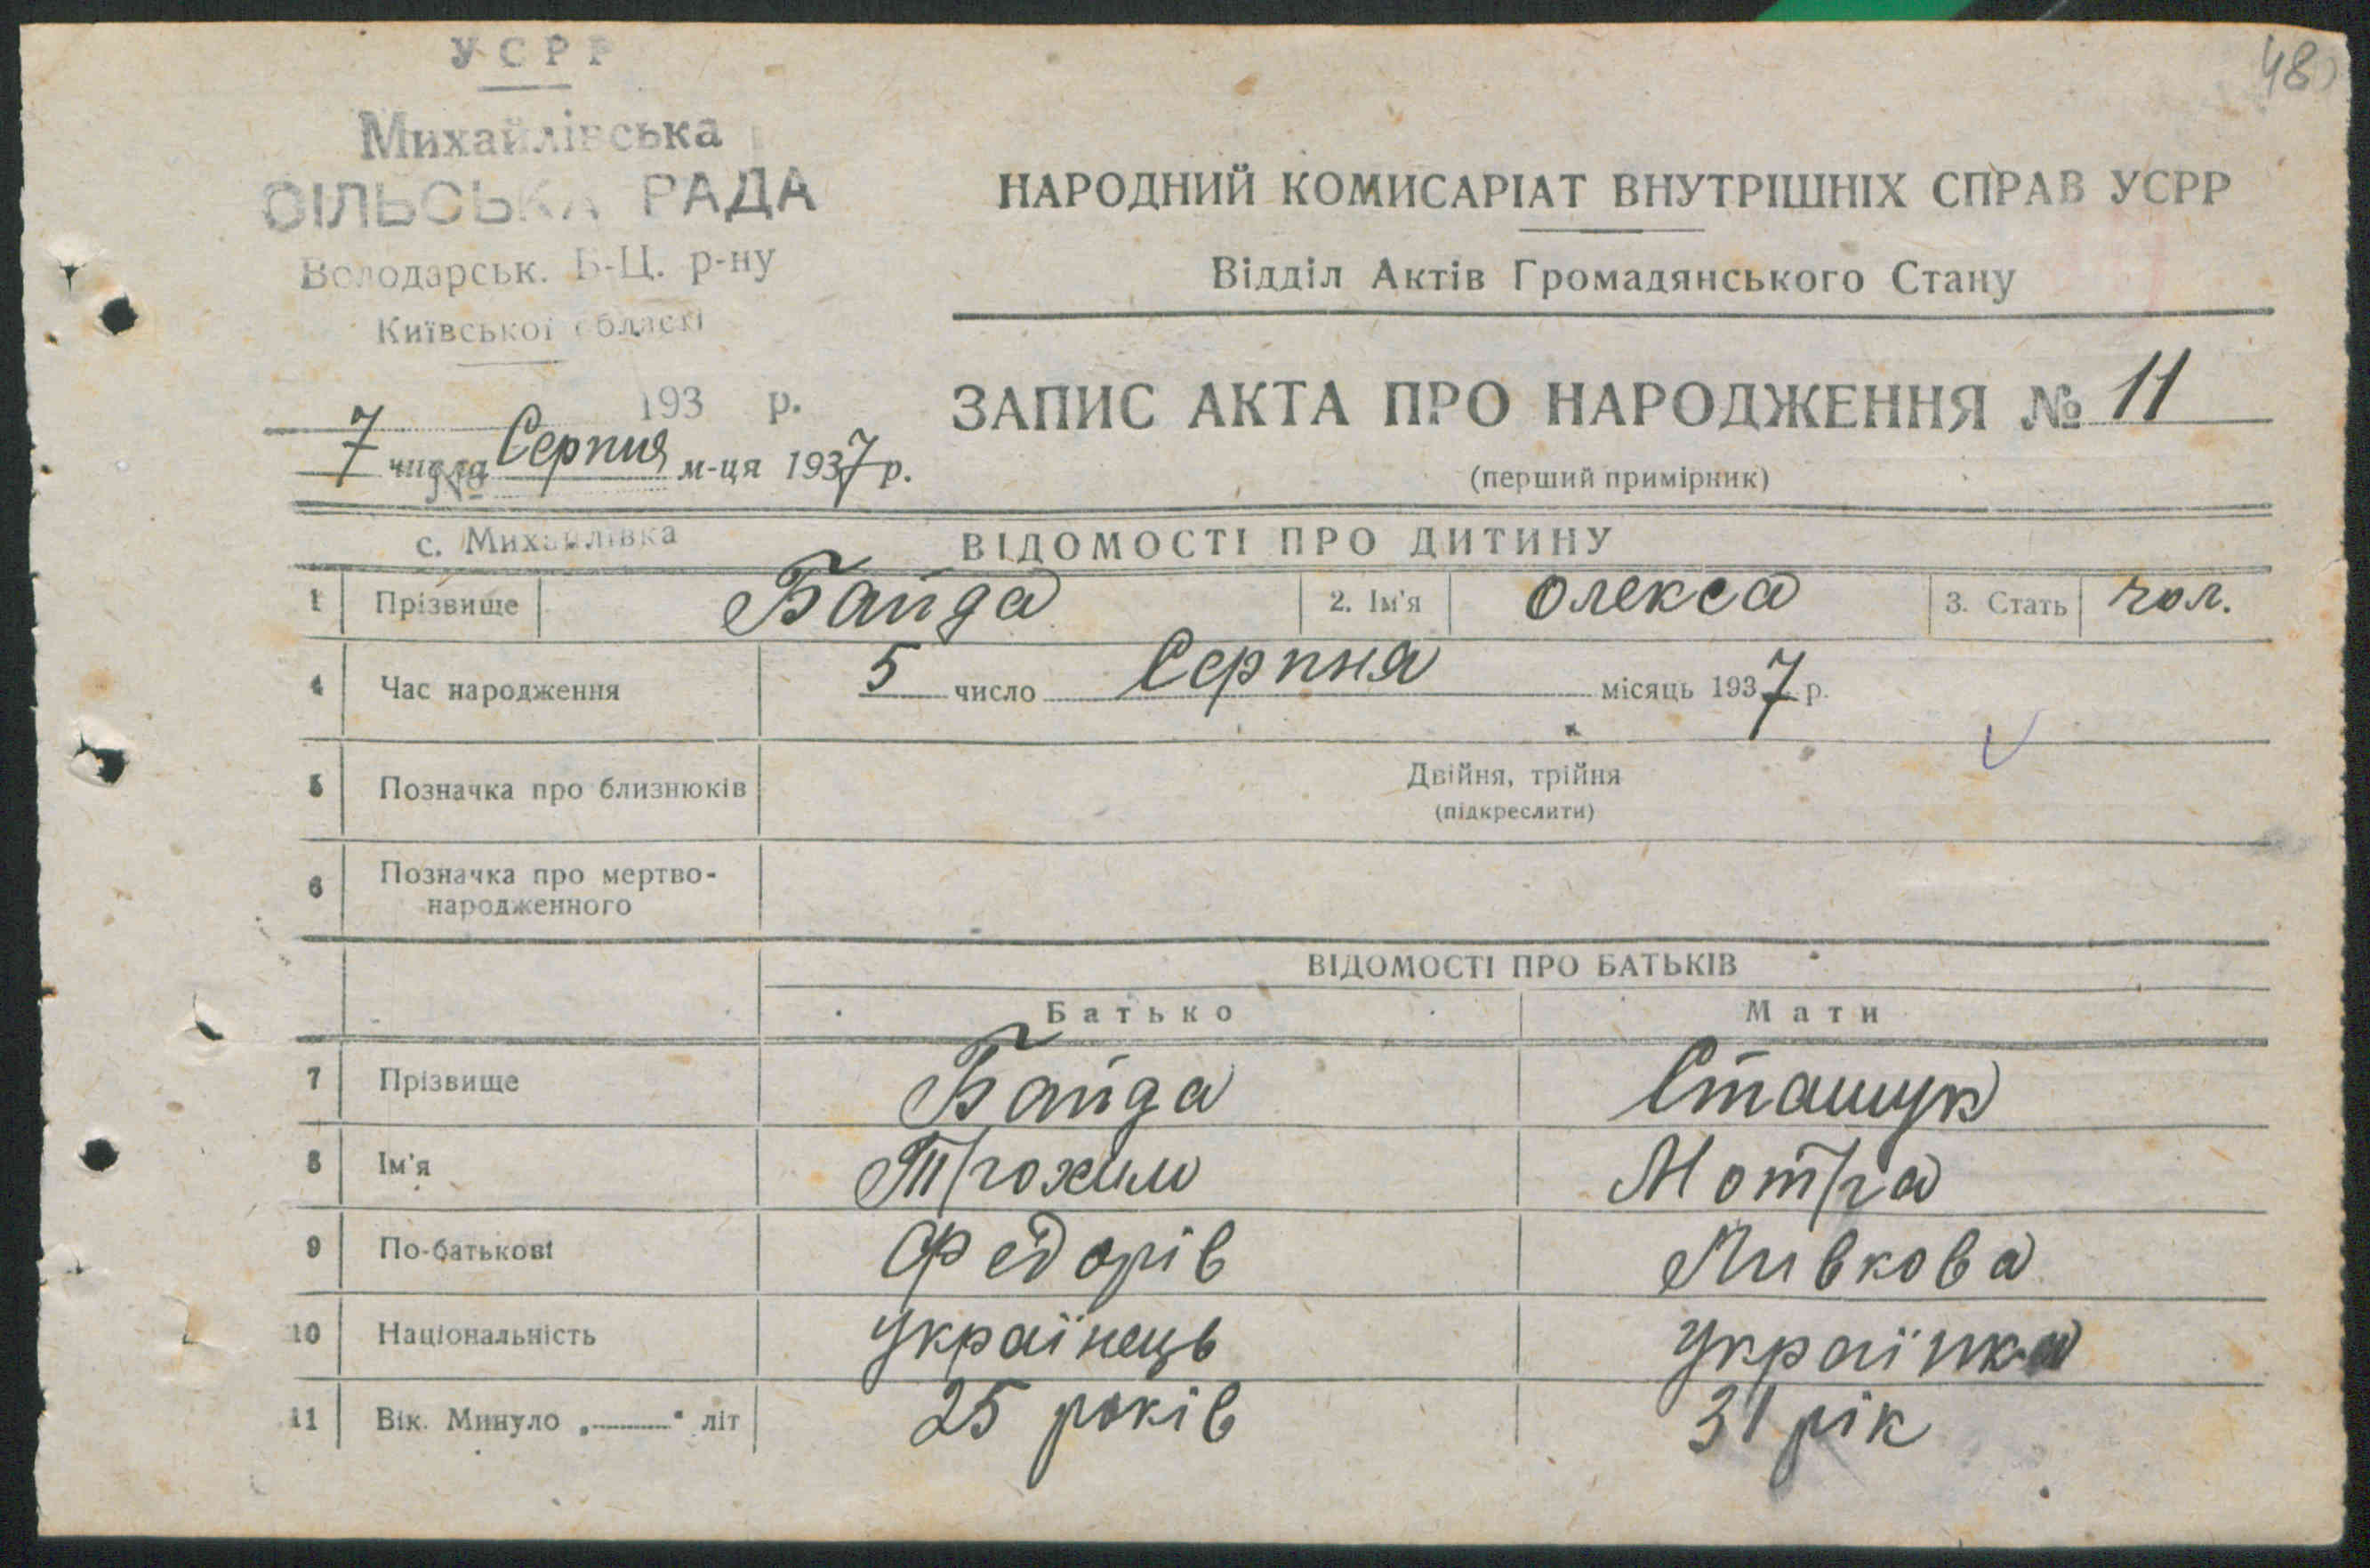 48
УСРР
Михайлівська
СІЛЬСЬКА РАДА
Володарськ. Б-Ц. р-ну
Київської області
193 р.
7 числа Серпня м-ця 1937 р.
№
с. Михайлівка
НАРОДНИЙ КОМИСАРІАТ ВНУТРІШНІХ СПРАВ УСРР
Відділ Актів Громадянського Стану
ЗАПИС АКТА ПРО НАРОДЖЕННЯ № 11
(перший примірник)
ВІДОМОСТІ ПРО ДИТИНУ
1 Прізвище Байда 2. Ім'я Олекса 3. Стать чол.
4 Час народження 5 число Серпня місяць 1937 р.
5 Позначка про близнюків Двійня, трійня
(підкреслити)
6 Позначка про мертво-
народженного
ВІДОМОСТІ ПРО БАТЬКІВ
Батько Мати
7 Прізвище Байда Сташук
8 Ім'я Трохим Мотра
9 По-батькові Федорів Ливкова
10 Національність Українець Українка
11 Вік. Минуло „ “ літ 25 років 31 рік